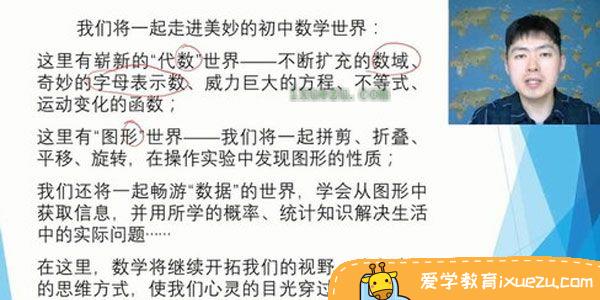 我们将一起走进美妙的初中数学世界：
这里有崭新的“代数”世界——不断扩充的数域、
奇妙的字母表示数、威力巨大的方程、不等式、
运动变化的函数；
ixuezu.com
这里有“图形”世界——我们将一起拼剪、折叠、
平移、旋转，在操作实验中发现图形的性质；
我们还将一起畅游“数据”的世界，学会从图形中
获取信息，并用所学的概率、统计知识解决生活
中的实际问题……
在这里，数学将继续开拓我们的视野
的思维方式，使我们心灵的目光穿过
爱学教育ixuezu.com